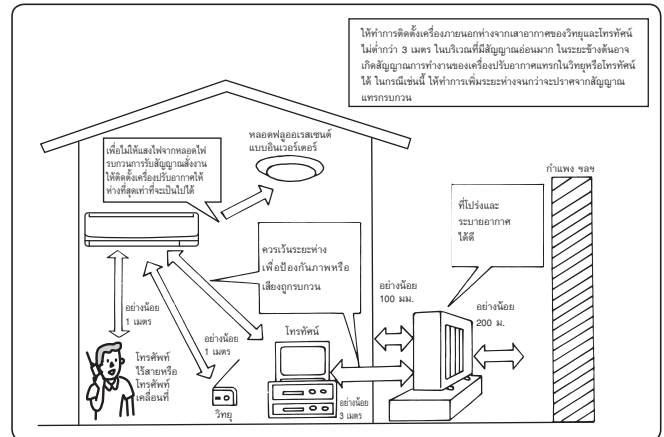 ให้ทำการติดตั้งเครื่องภายนอกห่างจากเสาอากาศของวิทยุและโทรทัศน์
ไม่ต่ำกว่า 3 เมตร ในบริเวณที่มีสัญญาณอ่อนมาก ในระยะข้างต้นอาจ
เกิดสัญญาณการทำงานของเครื่องปรับอากาศแทรกในวิทยุหรือโทรทัศน์
ได้ ในกรณีเช่นนี้ ให้ทำการเพิ่มระยะห่างจนกว่าจะปราศจากสัญญาณ
แทรกรบกวน
หลอดฟลูออเรสเซนต์
แบบอินเวอร์เตอร์
เพื่อไม่ให้แสงไฟจากหลอดไฟ
รบกวนการรับสัญญาณสั่งงาน
ให้ติดตั้งเครื่องปรับอากาศให้
ห่างที่สุดเท่าที่จะเป็นไปได้
กำแพง ฯลฯ
ที่โปร่งและ
ระบายอากาศ
ได้ดี
ควรเว้นระยะห่าง
เพื่อป้องกันภาพหรือ
เสียงถูกรบกวน
อย่างน้อย
100 มม.
อย่างน้อย
200 ม.
อย่างน้อย
1 เมตร
อย่างน้อย
1 เมตร
โทรทัศน์
โทรศัพท์
ไร้สายหรือ
โทรศัพท์
เคลื่อนที่
วิทยุ
อย่างน้อย
3 เมตร